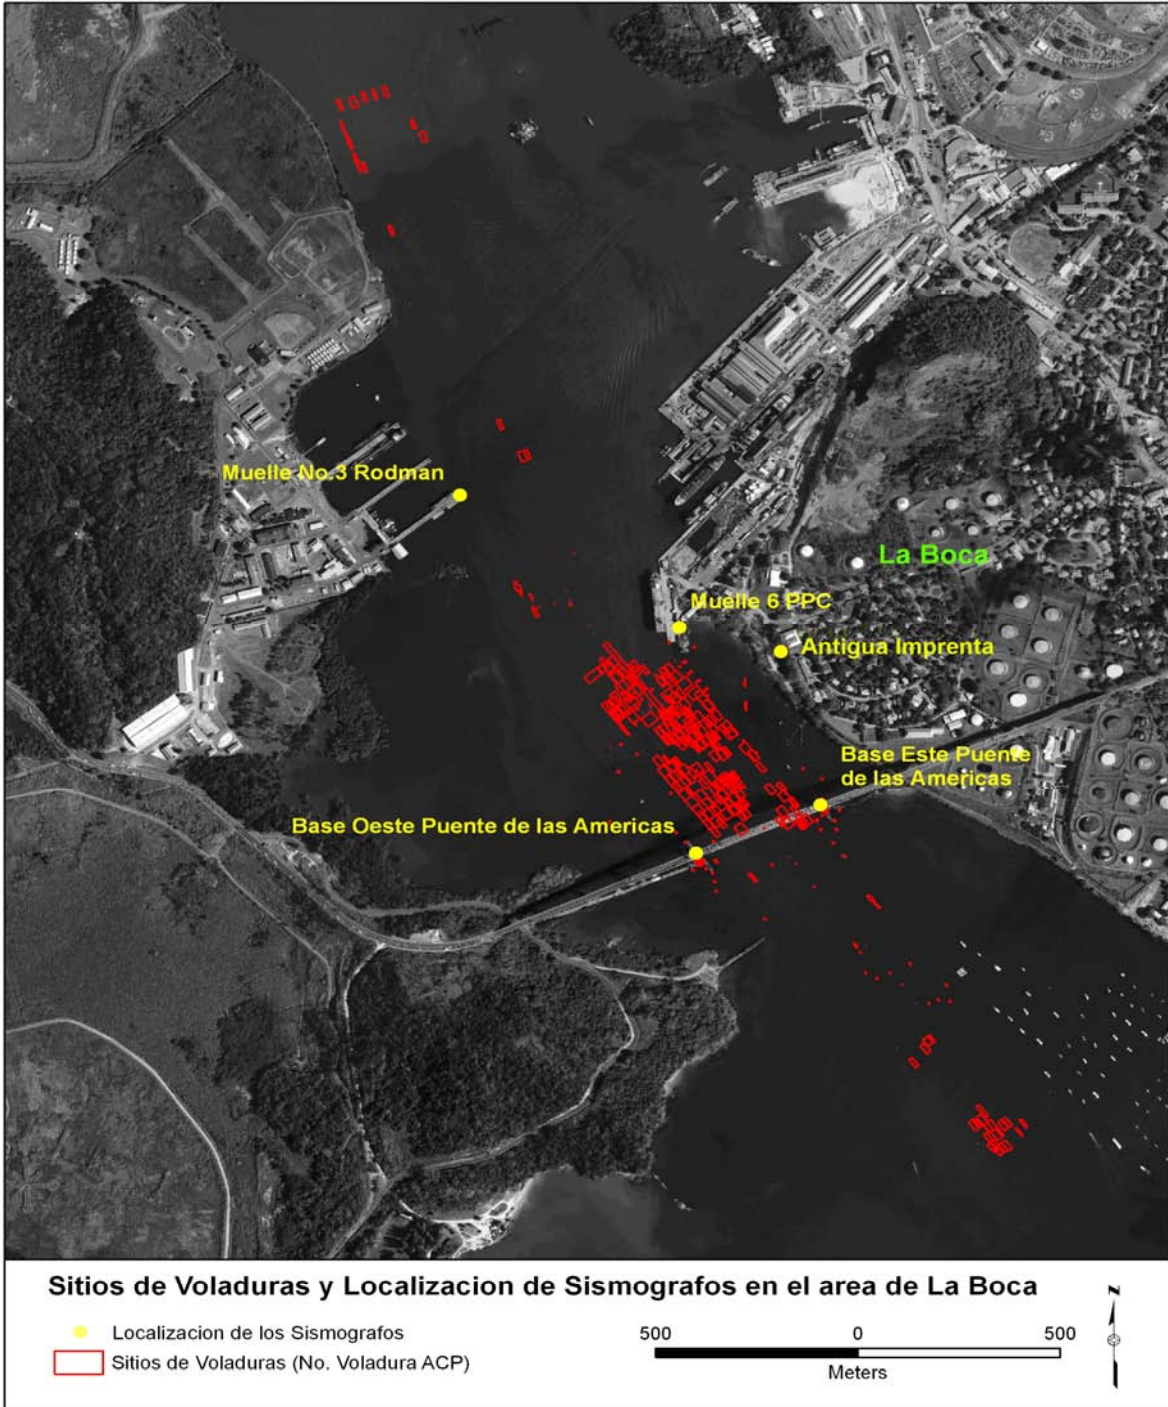 Muelle No.3 Rodman
La Boca
Muelle 6 PPC
Antigua Imprenta
Base Este Puente
de las Americas
Base Oeste Puente de las Americas
Sitios de Voladuras y Localizacion de Sismografos en el area de La Boca
Localizacion de los Sismografos
Sitios de Voladuras (No. Voladura ACP)
500 0 500
Meters
N